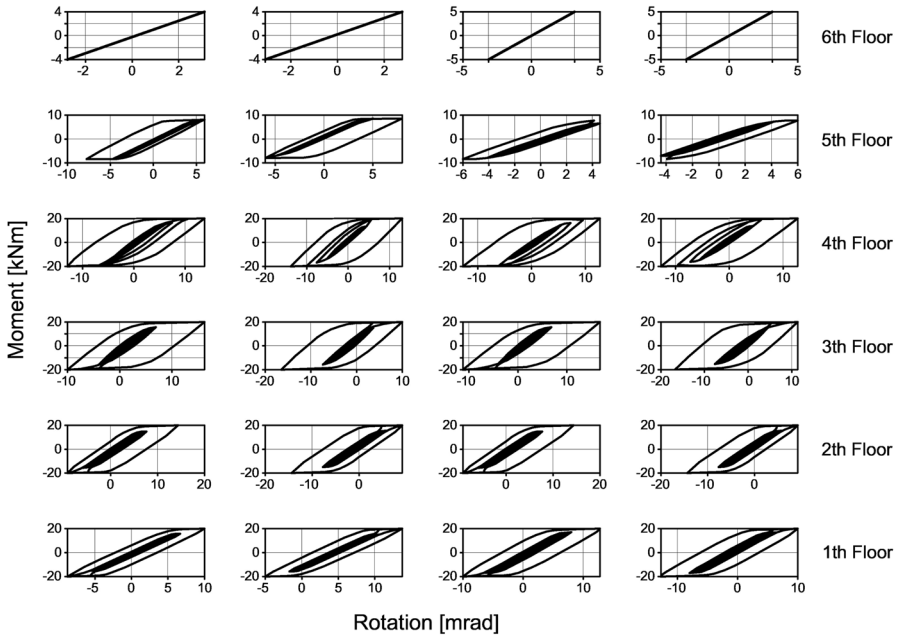 4 4 5 5
0 0 0 0 6th Floor
-4 -4 -5 -5
-2 0 2 -2 0 2 -5 0 5 -5 0 5
10 10 10 10
0 0 0 0 5th Floor
-10 -10 -10 -10
-10 -5 0 5 -5 0 5 -6 -4 -2 0 2 4 -4 -2 0 2 4 6
20 20 20 20
0 0 0 0 4th Floor
-20 -20 -20 -20
-10 0 10 -20 -10 0 10 -10 0 10 -10 0 10
Moment [kNm]
20 20 20 20
0 0 0 0 3th Floor
-20 -20 -20 -20
-10 0 10 -20 -10 0 10 -10 0 10 -20 -10 0 10
20 20 20 20
0 0 0 0 2th Floor
-20 -20 -20 -20
0 10 20 -20 -10 0 0 10 20 -20 -10 0
20 20 20 20
0 0 0 0 1th Floor
-20 -20 -20 -20
-5 0 5 10 -5 0 5 10 -10 0 10 -10 0 10
Rotation [mrad]